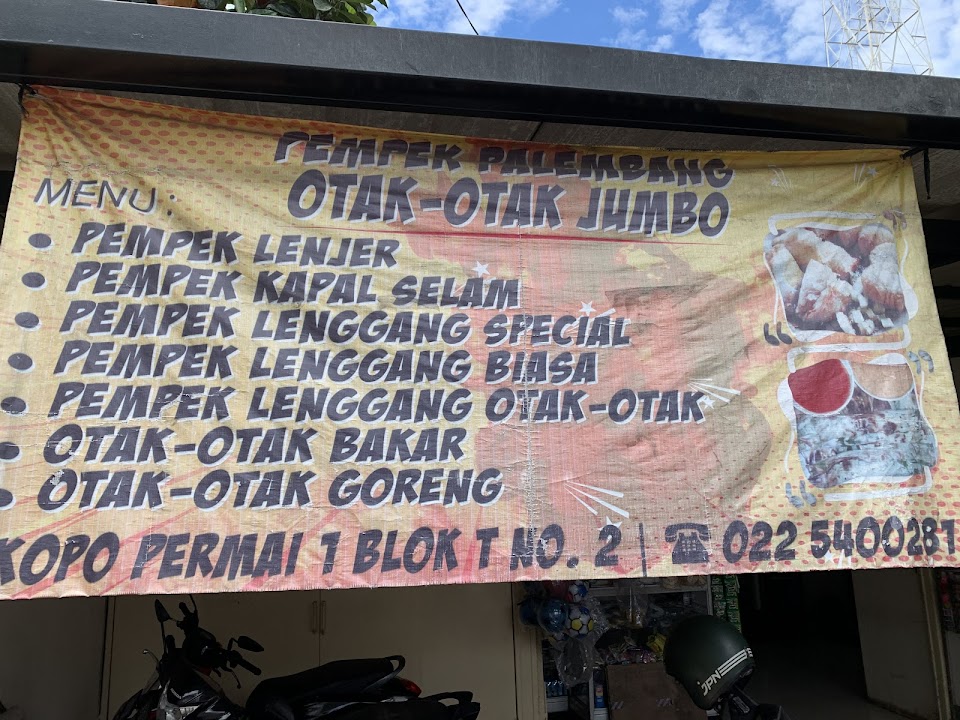 PEMPEK PALEMBANG
OTAK-OTAK JUMBO
MENU :
• PEMPEK LENJER
• PEMPEK KAPAL SELAM
• PEMPEK LENGGANG SPECIAL
• PEMPEK LENGGANG BIASA
• PEMPEK LENGGANG OTAK-OTAK
• OTAK-OTAK BAKAR
• OTAK-OTAK GORENG
KOPO PERMAI 1 BLOK T NO. 2 | ☎ 022 5400281
JPN